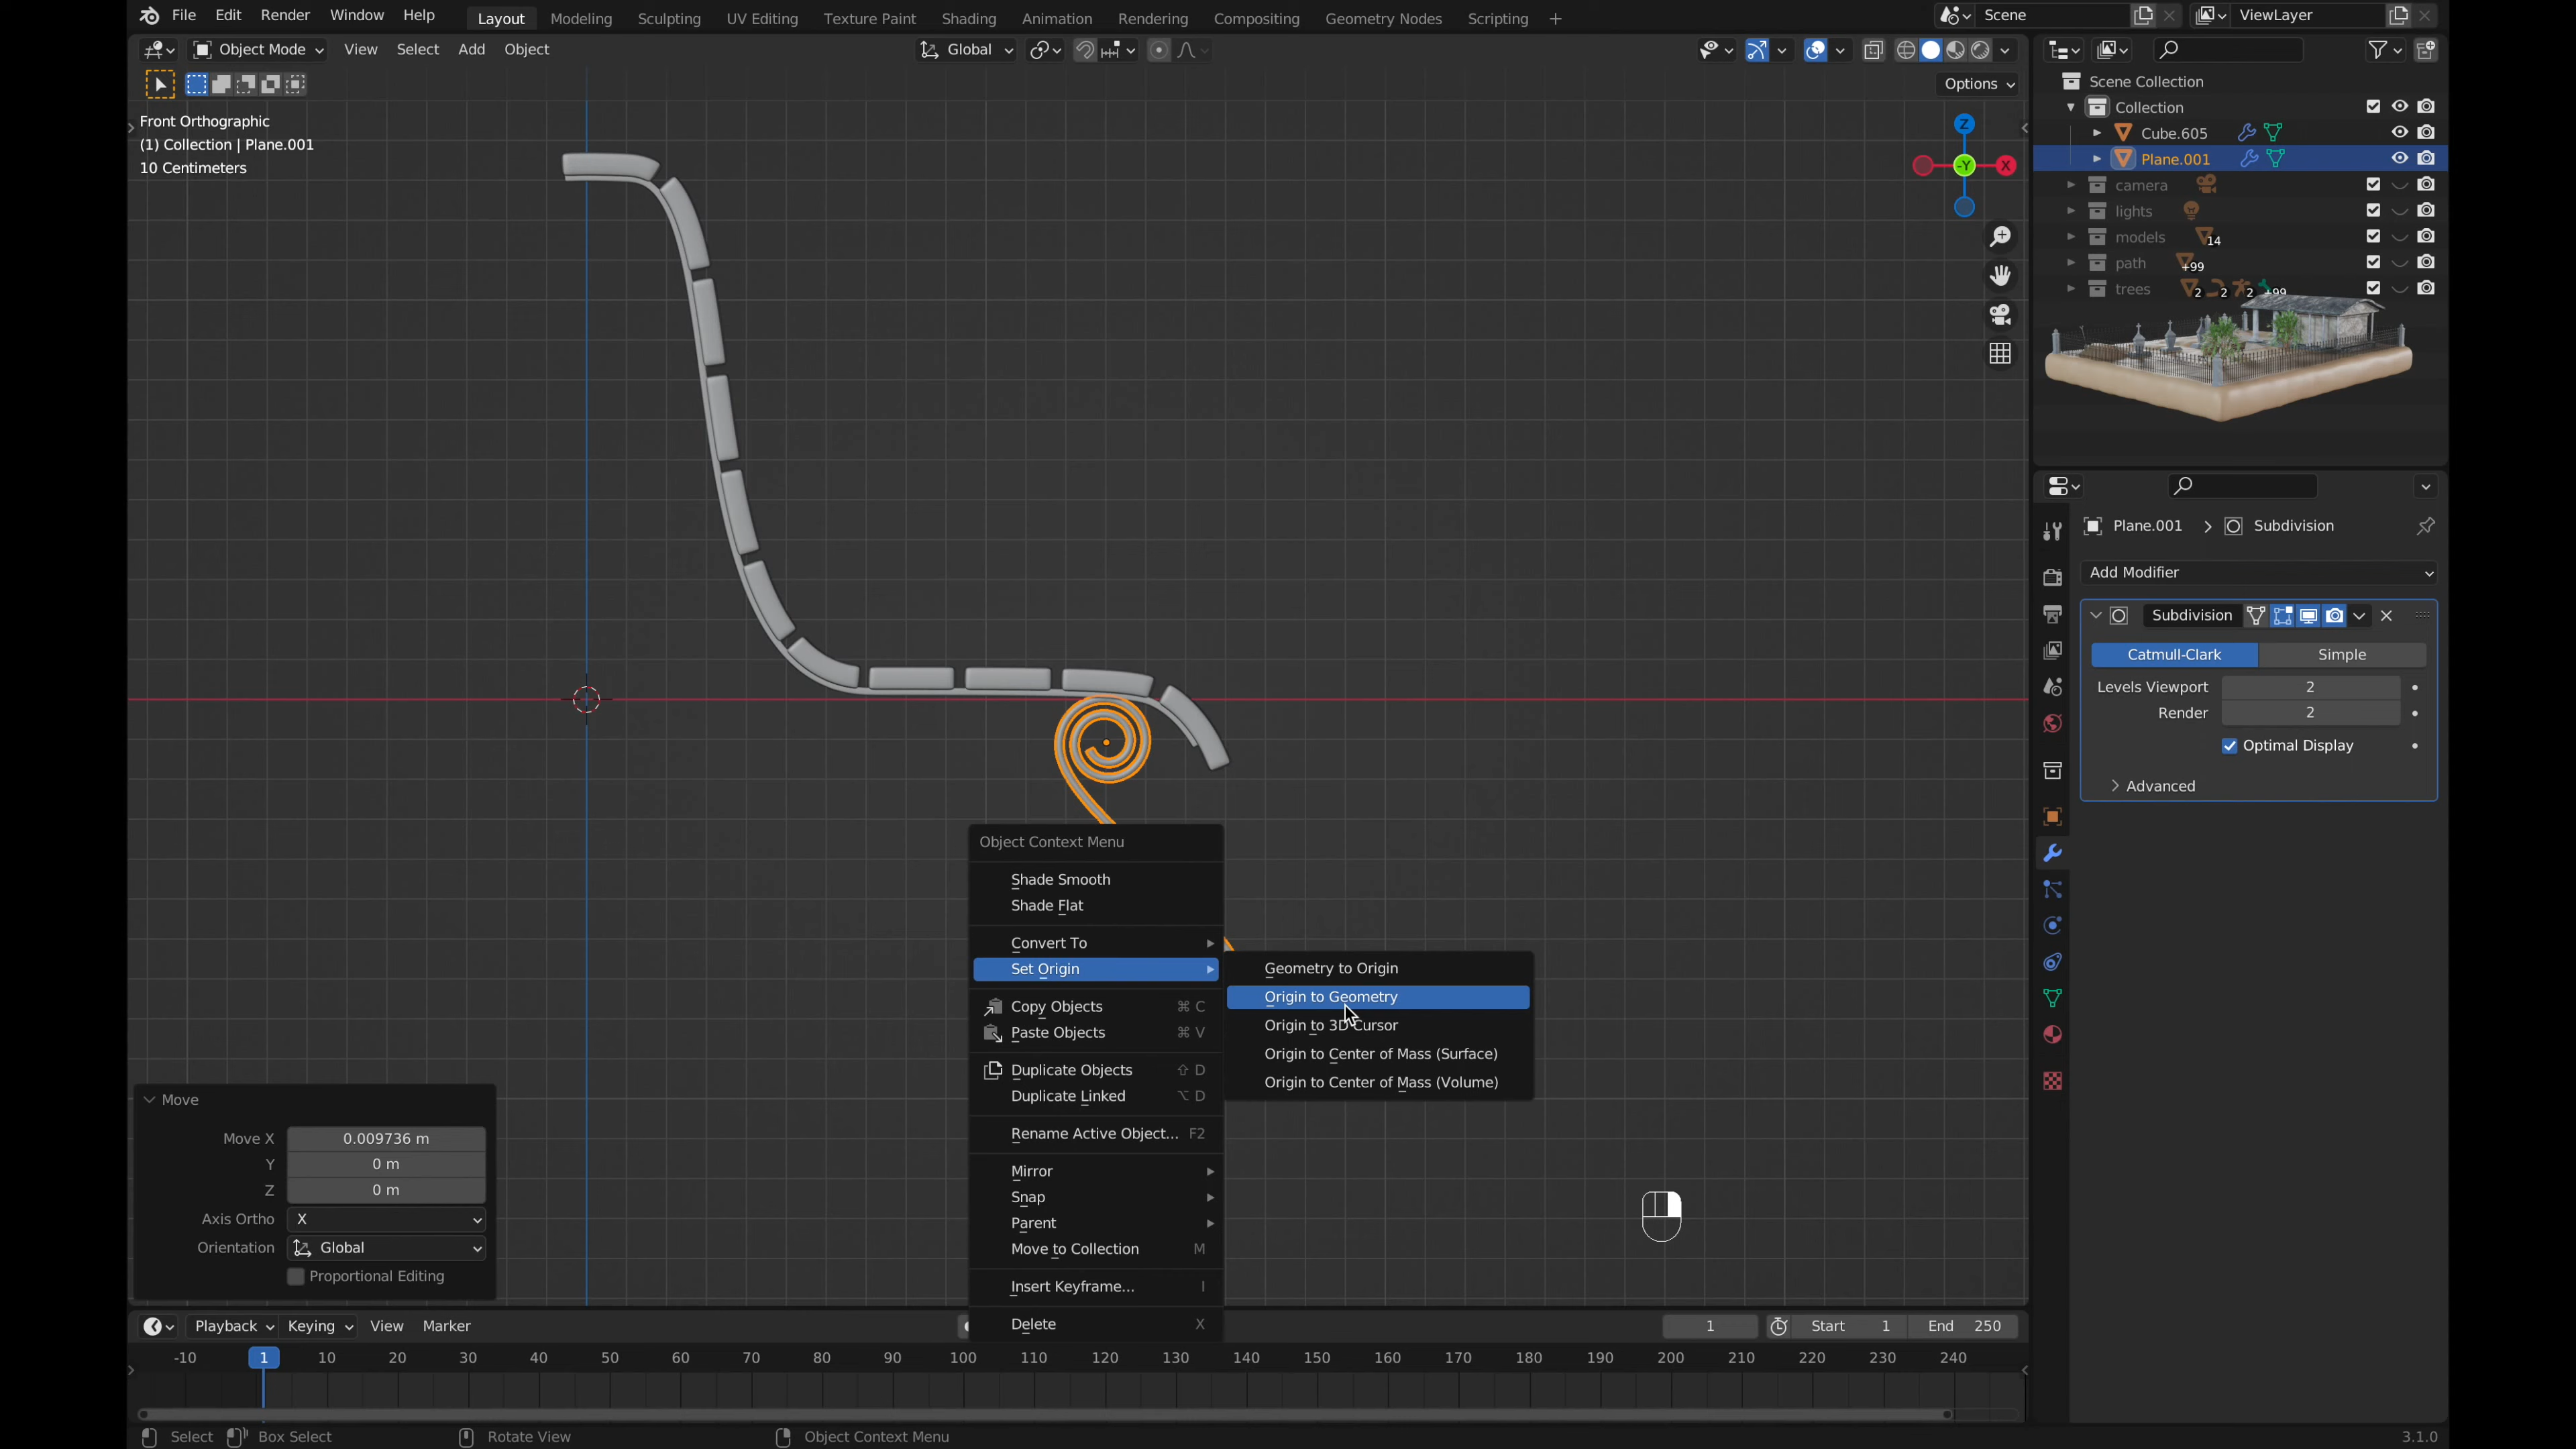 File Edit Render Window Help Layout Modeling Sculpting UV Editing Texture Paint Shading Animation Rendering Compositing Geometry Nodes Scripting + Scene ViewLayer
Object Mode View Select Add Object Global
Options
Front Orthographic
(1) Collection | Plane.001
10 Centimeters
Z
X
-Y
Scene Collection
Collection
Cube.605
Plane.001
camera
lights
models 14
path +99
trees 2 2 2 +99
Plane.001 > Subdivision
Add Modifier
Subdivision
Catmull-Clark Simple
Levels Viewport 2
Render 2
Optimal Display
Advanced
Object Context Menu
Shade Smooth
Shade Flat
Convert To
Set Origin
Copy Objects ⌘ C
Paste Objects ⌘ V
Duplicate Objects ⇧ D
Duplicate Linked ⌥ D
Rename Active Object... F2
Mirror
Snap
Parent
Move to Collection M
Insert Keyframe... I
Delete X
Geometry to Origin
Origin to Geometry
Origin to 3D Cursor
Origin to Center of Mass (Surface)
Origin to Center of Mass (Volume)
Move
Move X 0.009736 m
Y 0 m
Z 0 m
Axis Ortho X
Orientation Global
Proportional Editing
Playback Keying View Marker 1 Start 1 End 250
-10 1 10 20 30 40 50 60 70 80 90 100 110 120 130 140 150 160 170 180 190 200 210 220 230 240
Select Box Select Rotate View Object Context Menu 3.1.0